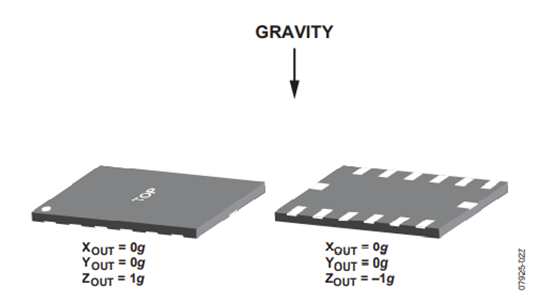 GRAVITY
TOP
XOUT = 0g
YOUT = 0g
ZOUT = 1g
XOUT = 0g
YOUT = 0g
ZOUT = –1g
07925-027